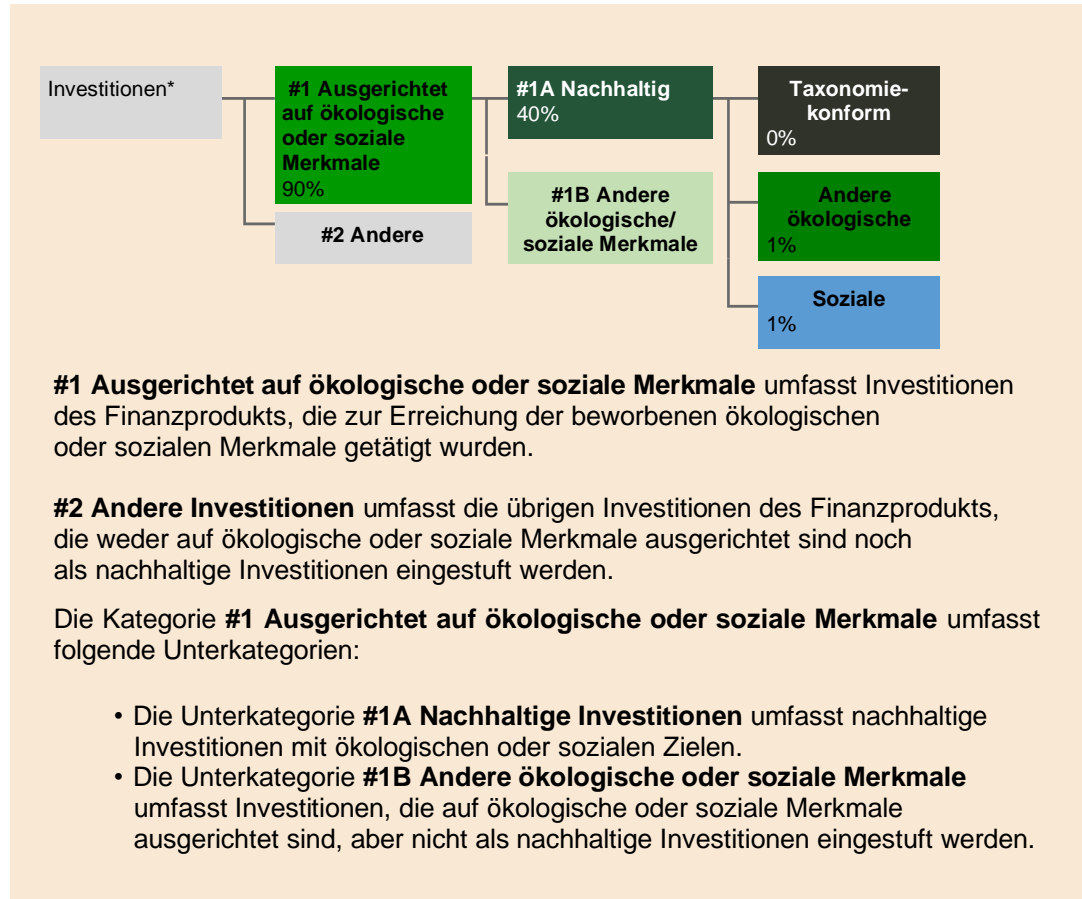 Investitionen*
#1 Ausgerichtet
auf ökologische
oder soziale
Merkmale
90%
#2 Andere
#1A Nachhaltig
40%
#1B Andere
ökologische/
soziale Merkmale
Taxonomie-
konform
0%
Andere
ökologische
1%
Soziale
1%
#1 Ausgerichtet auf ökologische oder soziale Merkmale umfasst Investitionen
des Finanzprodukts, die zur Erreichung der beworbenen ökologischen
oder sozialen Merkmale getätigt wurden.
#2 Andere Investitionen umfasst die übrigen Investitionen des Finanzprodukts,
die weder auf ökologische oder soziale Merkmale ausgerichtet sind noch
als nachhaltige Investitionen eingestuft werden.
Die Kategorie #1 Ausgerichtet auf ökologische oder soziale Merkmale umfasst
folgende Unterkategorien:
• Die Unterkategorie #1A Nachhaltige Investitionen umfasst nachhaltige
Investitionen mit ökologischen oder sozialen Zielen.
• Die Unterkategorie #1B Andere ökologische oder soziale Merkmale
umfasst Investitionen, die auf ökologische oder soziale Merkmale
ausgerichtet sind, aber nicht als nachhaltige Investitionen eingestuft werden.